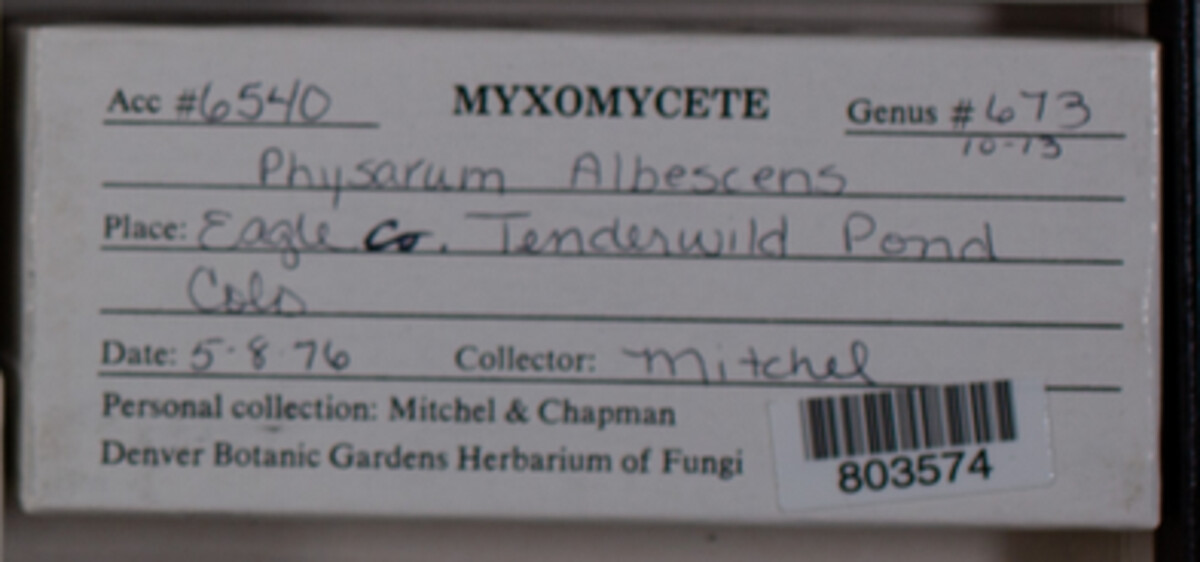 Acc #6540 MYXOMYCETE Genus #673
10-13
Physarum Albescens
Place: Eagle Co. Tenderwild Pond
Colo
Date: 5-8-76 Collector: Mitchel
Personal collection: Mitchel & Chapman
Denver Botanic Gardens Herbarium of Fungi
803574